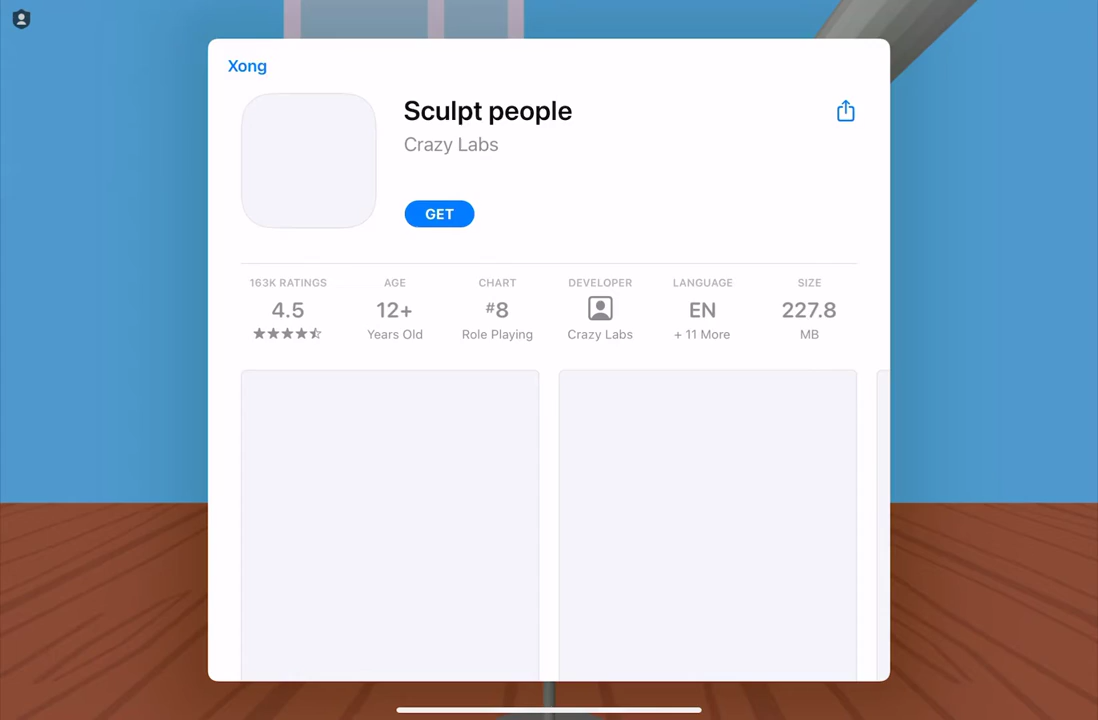 Xong
Sculpt people
Crazy Labs
GET
163K RATINGS
4.5
AGE
12+
Years Old
CHART
#8
Role Playing
DEVELOPER
Crazy Labs
LANGUAGE
EN
+ 11 More
SIZE
227.8
MB